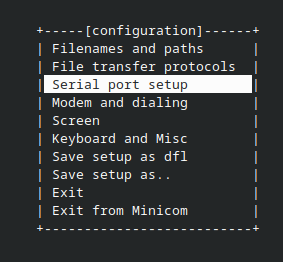 +-----[configuration]------+
| Filenames and paths      |
| File transfer protocols  |
| Serial port setup        |
| Modem and dialing        |
| Screen                   |
| Keyboard and Misc        |
| Save setup as dfl        |
| Save setup as..          |
| Exit                     |
| Exit from Minicom        |
+--------------------------+